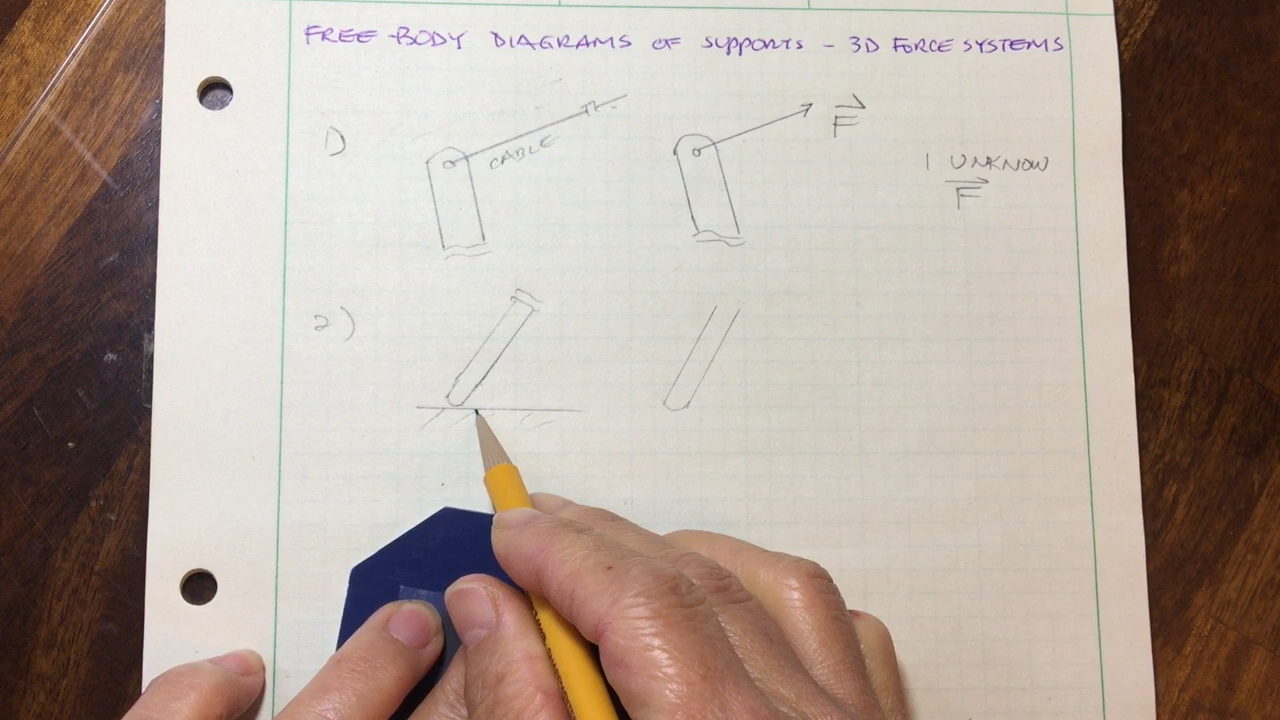 FREE-BODY DIAGRAMS OF SUPPORTS - 3D FORCE SYSTEMS
1)
CABLE
F
1 UNKNOW
F
2)